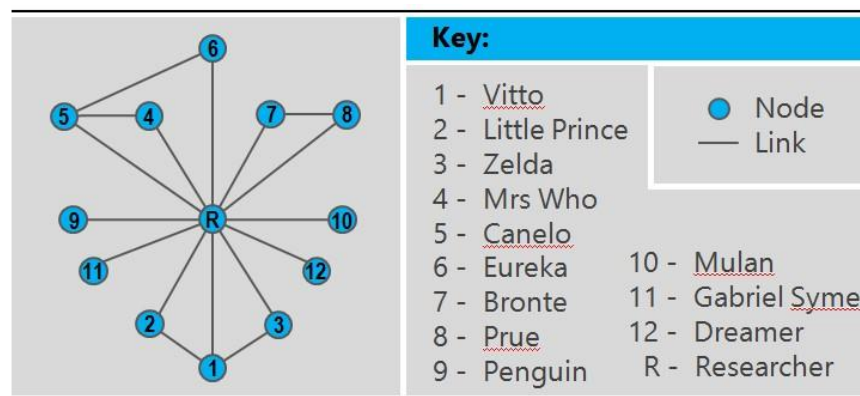 6
5
4
7
8
9
R
10
11
12
2
3
1
Key:
1 - Vitto
2 - Little Prince
3 - Zelda
4 - Mrs Who
5 - Canelo
6 - Eureka
7 - Bronte
8 - Prue
9 - Penguin
Node
Link
10 - Mulan
11 - Gabriel Syme
12 - Dreamer
R - Researcher